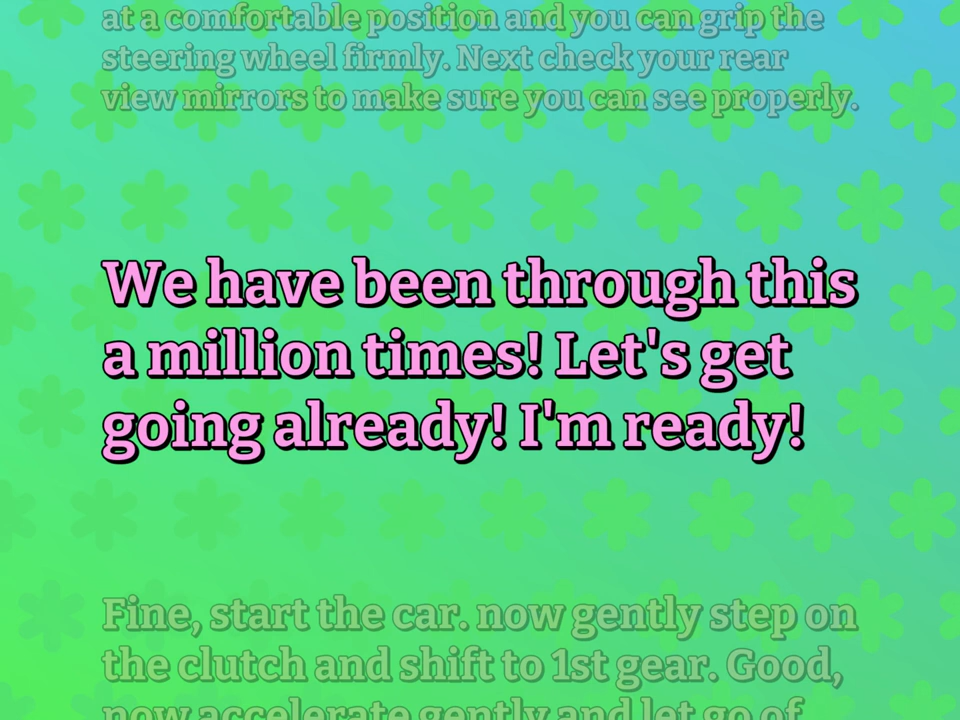 at a comfortable position and you can grip the
steering wheel firmly. Next check your rear
view mirrors to make sure you can see properly.
We have been through this
a million times! Let's get
going already! I'm ready!
Fine, start the car. now gently step on
the clutch and shift to 1st gear. Good,
now accelerate gently and let go of